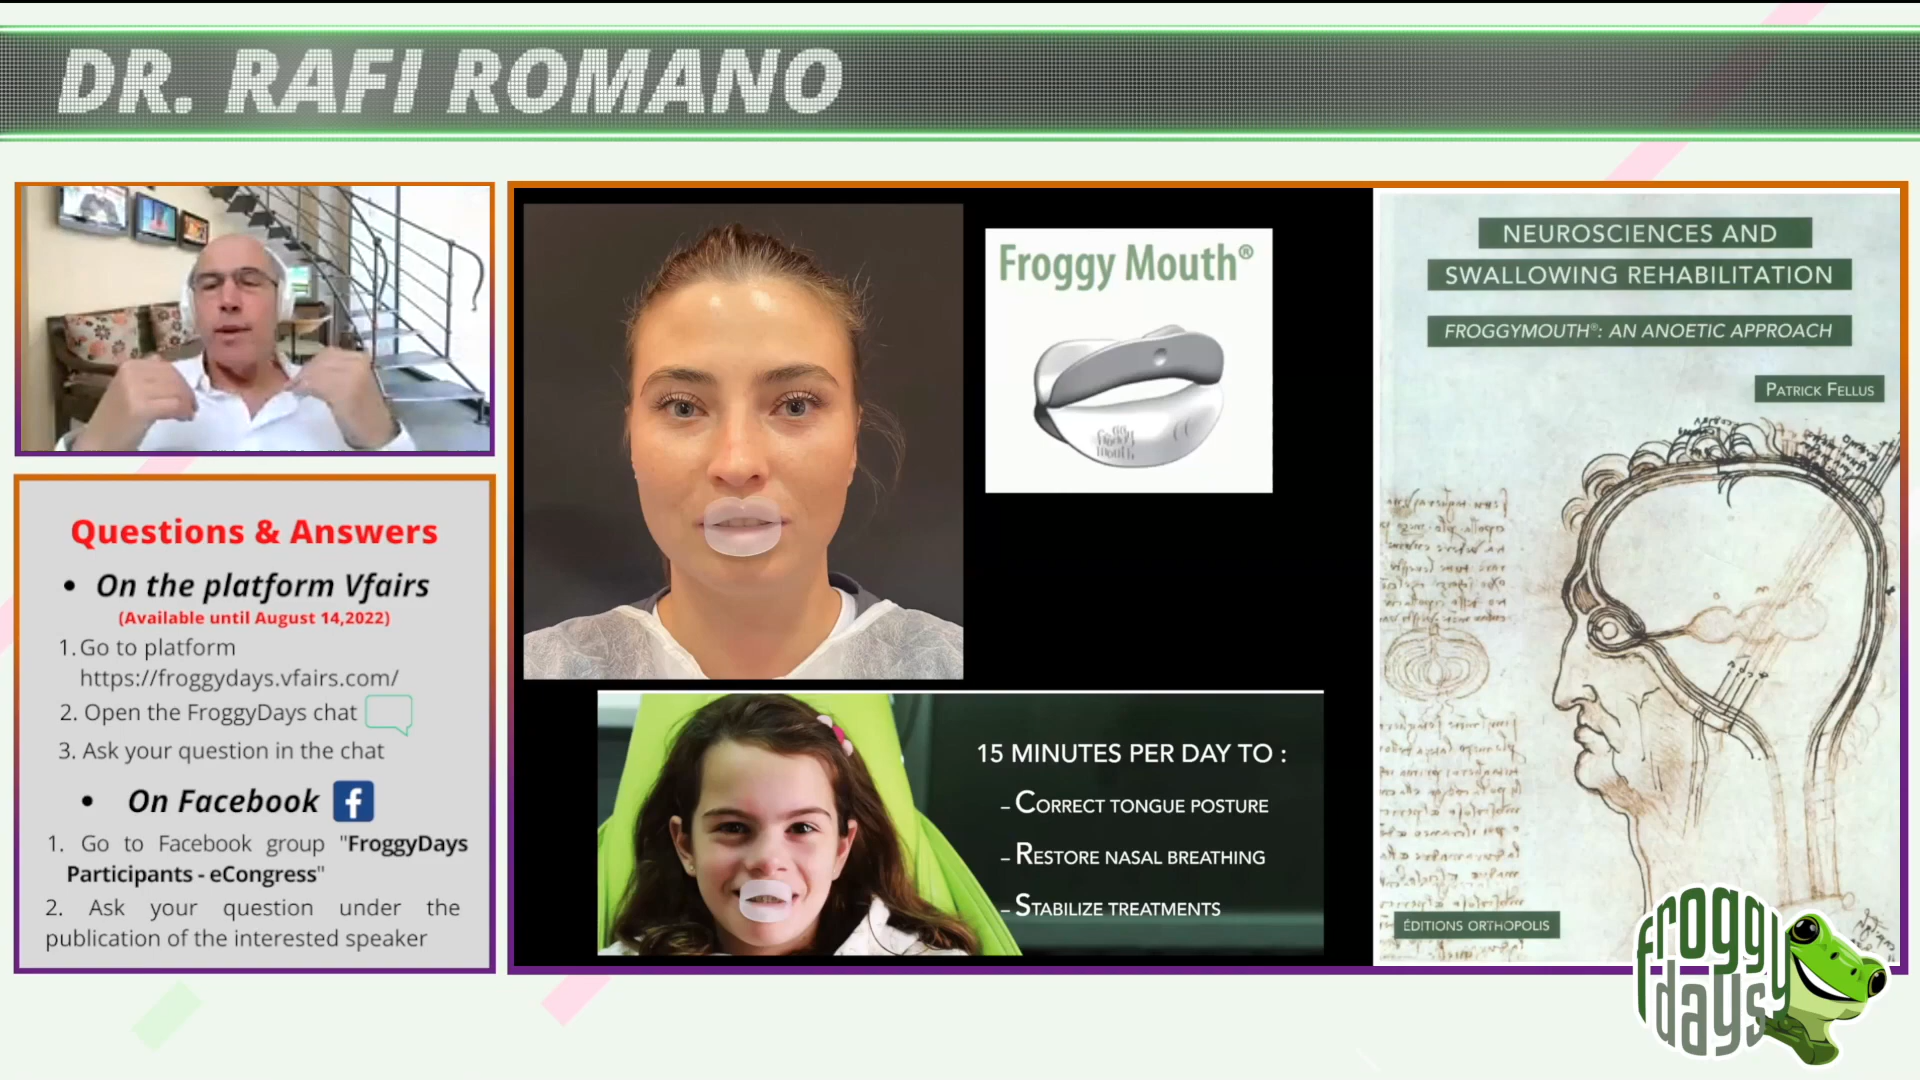 DR. RAFI ROMANO
Questions & Answers
• On the platform Vfairs
(Available until August 14,2022)
1. Go to platform
https://froggydays.vfairs.com/
2. Open the FroggyDays chat
3. Ask your question in the chat
• On Facebook f
1. Go to Facebook group "FroggyDays
Participants - eCongress"
2. Ask your question under the
publication of the interested speaker
Froggy Mouth®
froggy
mouth
15 MINUTES PER DAY TO :
– CORRECT TONGUE POSTURE
– RESTORE NASAL BREATHING
– STABILIZE TREATMENTS
NEUROSCIENCES AND
SWALLOWING REHABILITATION
FROGGYMOUTH®: AN ANOETIC APPROACH
PATRICK FELLUS
ÉDITIONS ORTHOPOLIS
froggy
days